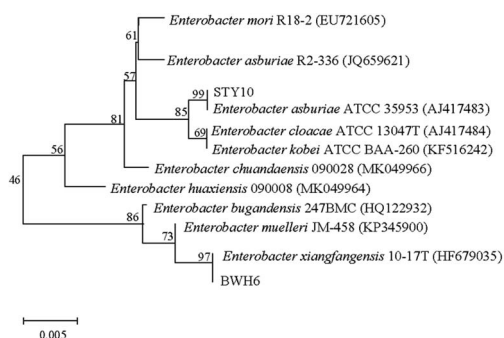 Enterobacter mori R18-2 (EU721605)
61
Enterobacter asburiae R2-336 (JQ659621)
57
99 STY10
85 Enterobacter asburiae ATCC 35953 (AJ417483)
81
69 Enterobacter cloacae ATCC 13047T (AJ417484)
Enterobacter kobei ATCC BAA-260 (KF516242)
56
Enterobacter chuandaensis 090028 (MK049966)
46
Enterobacter huaxiensis 090008 (MK049964)
Enterobacter bugandensis 247BMC (HQ122932)
86
Enterobacter muelleri JM-458 (KP345900)
73
97 Enterobacter xiangfangensis 10-17T (HF679035)
BWH6
0.005